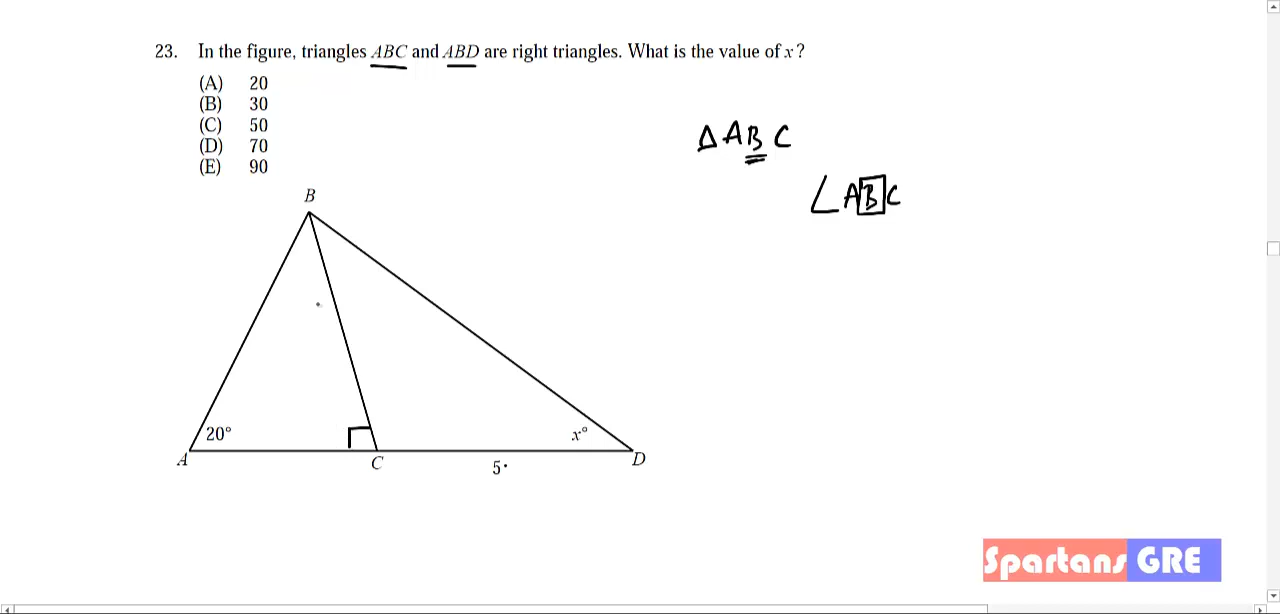 23. In the figure, triangles ABC and ABD are right triangles. What is the value of x?
(A) 20
(B) 30
(C) 50
(D) 70
(E) 90
Δ ABC
∠ABC
B
20°
x°
A
C
5.
D
Spartans GRE